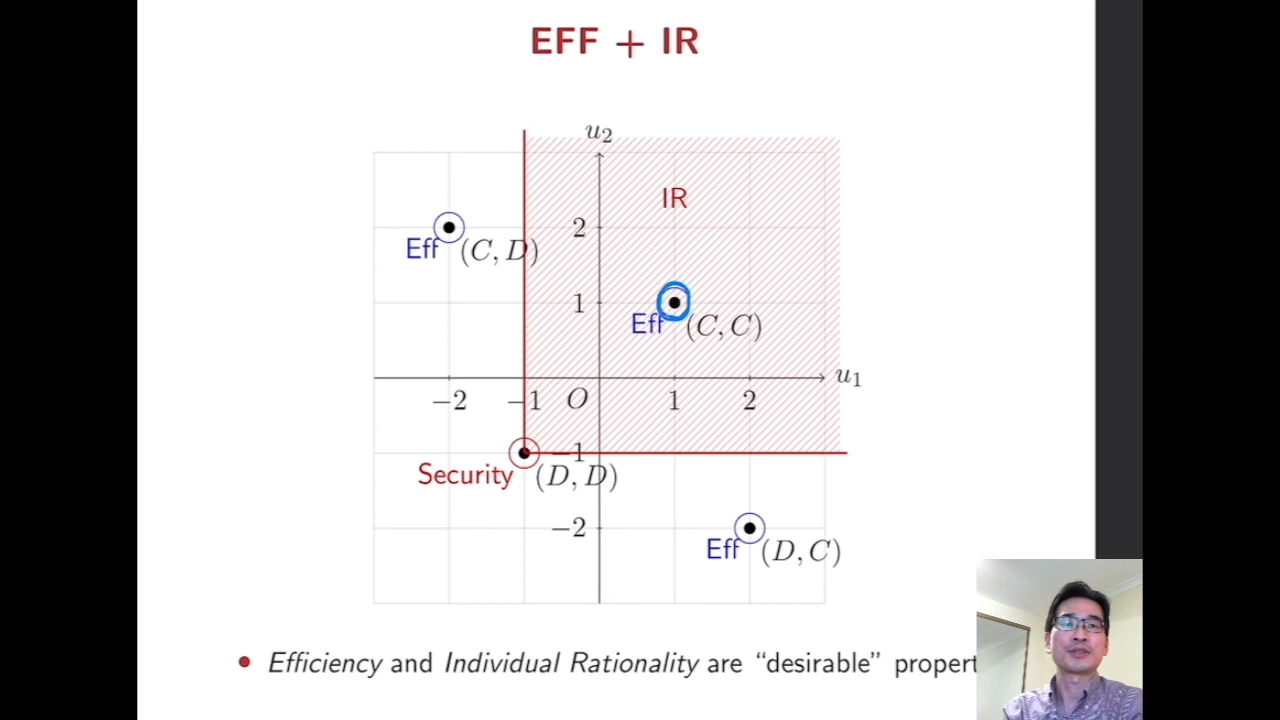 EFF + IR
u₂
IR
2
Eff (C, D)
1
Eff (C, C)
u₁
−2 −1 O 1 2
−1
Security (D, D)
−2
Eff (D, C)
• Efficiency and Individual Rationality are “desirable”